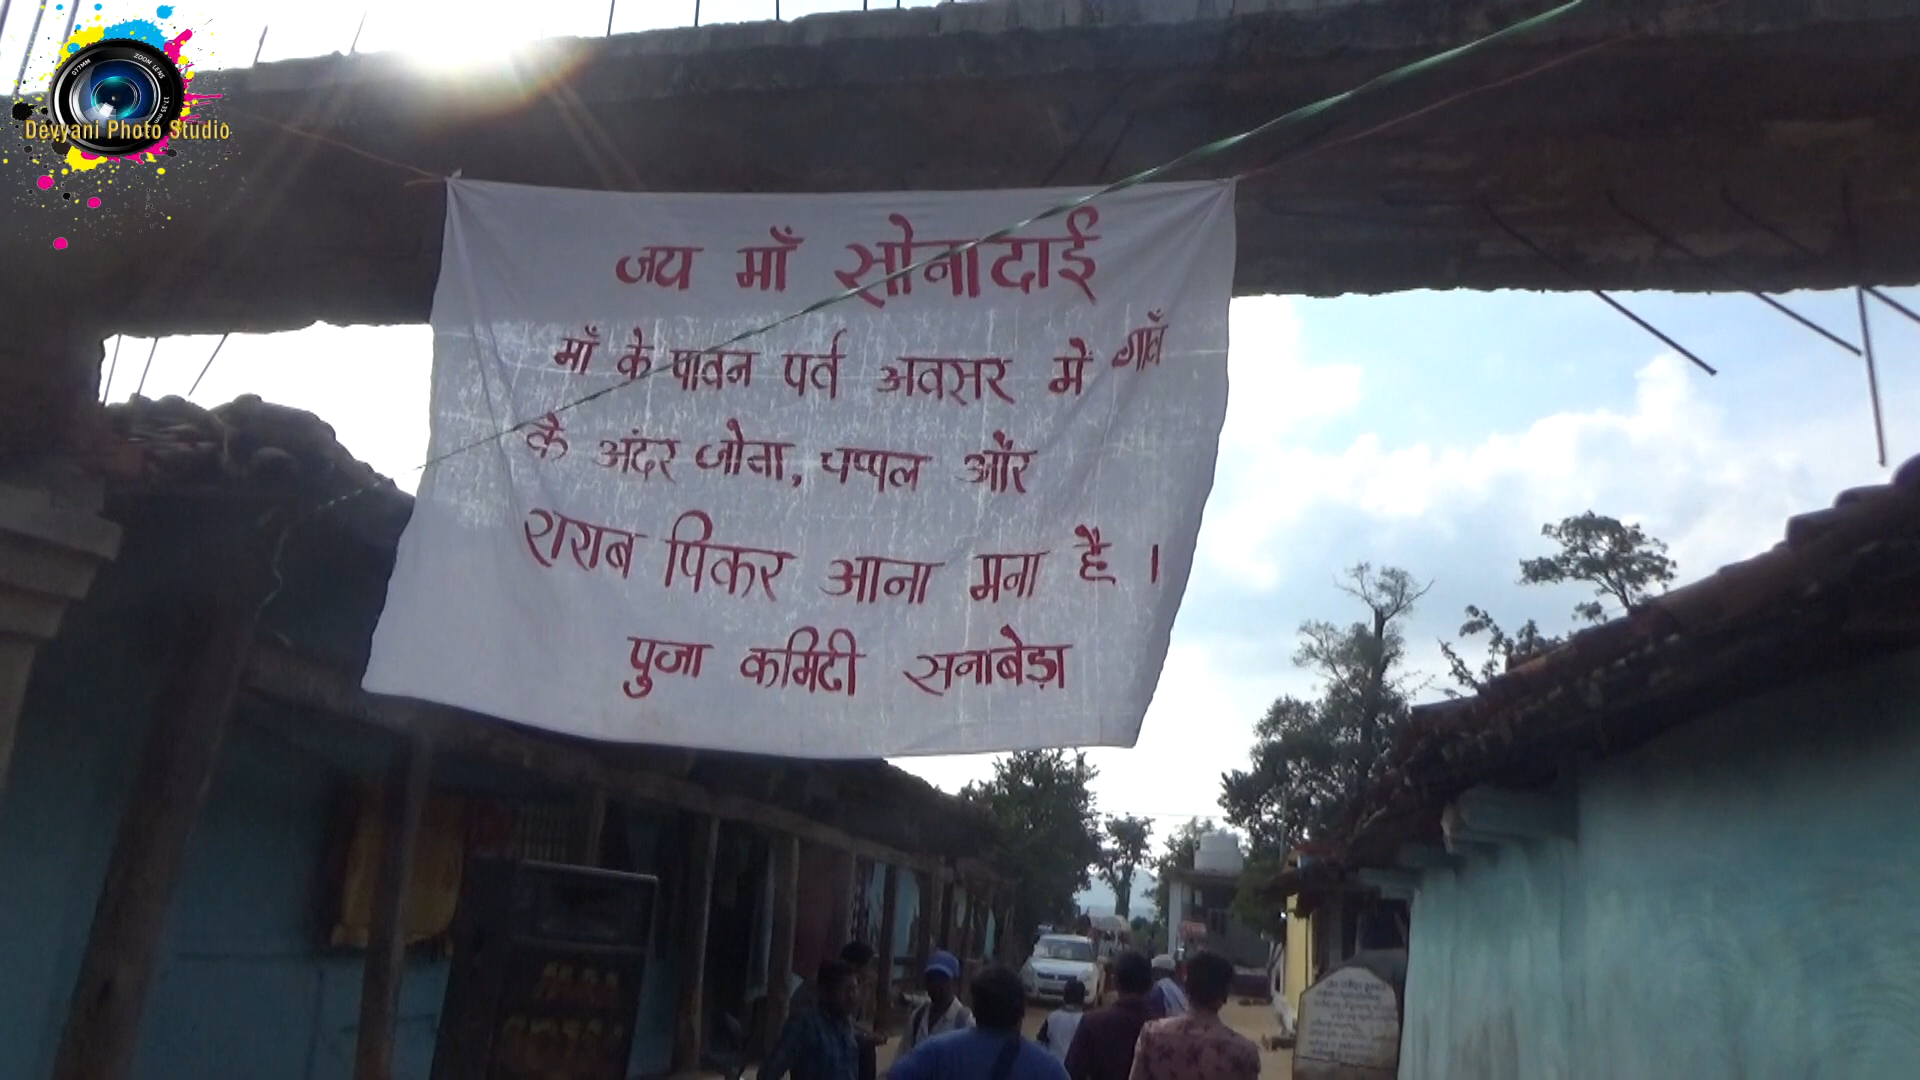 Devyani Photo Studio
जय माँ सोनादाई
माँ के पावन पर्व अवसर में गाँव
के अंदर जोता, चप्पल और
शराब पिकर आना मना है ।
पुजा कमिटी सनाबेड़ा